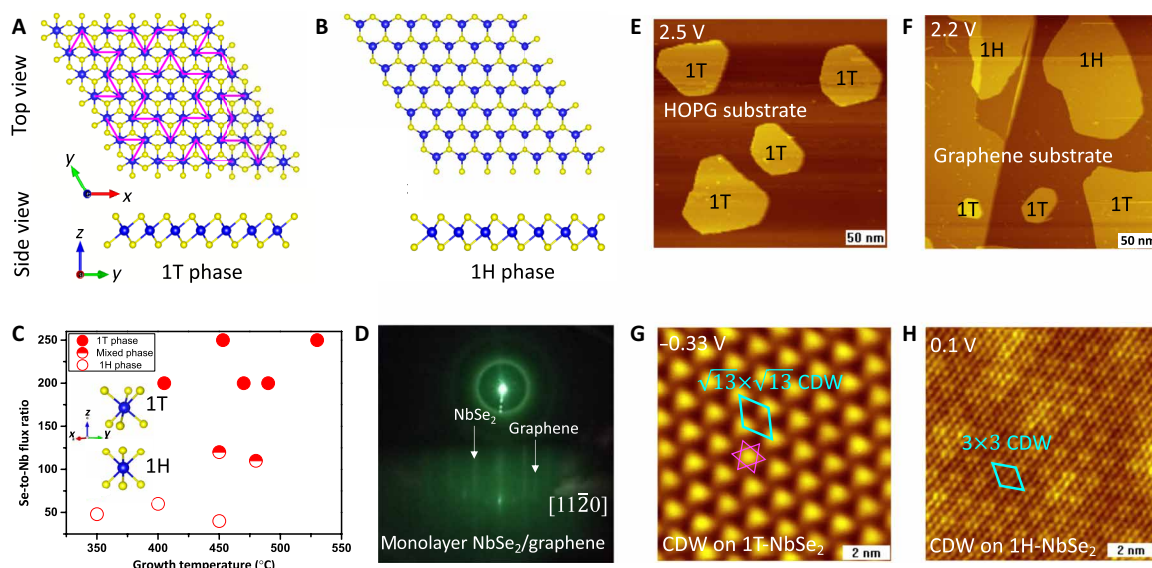 A
Top view
y
x
Side view
z
y
1T phase
B
1H phase
E
2.5 V
1T
1T
HOPG substrate
1T
1T
50 nm
F
2.2 V
1H
1H
Graphene substrate
1T
1T
1T
50 nm
C
Se-to-Nb flux ratio
250
200
150
100
50
1T phase
Mixed phase
1H phase
1T
z
x
y
1H
350
400
450
500
550
Growth temperature (°C)
D
NbSe₂
Graphene
[112̄0]
Monolayer NbSe₂/graphene
G
–0.33 V
√13×√13 CDW
CDW on 1T-NbSe₂
2 nm
H
0.1 V
3×3 CDW
CDW on 1H-NbSe₂
2 nm